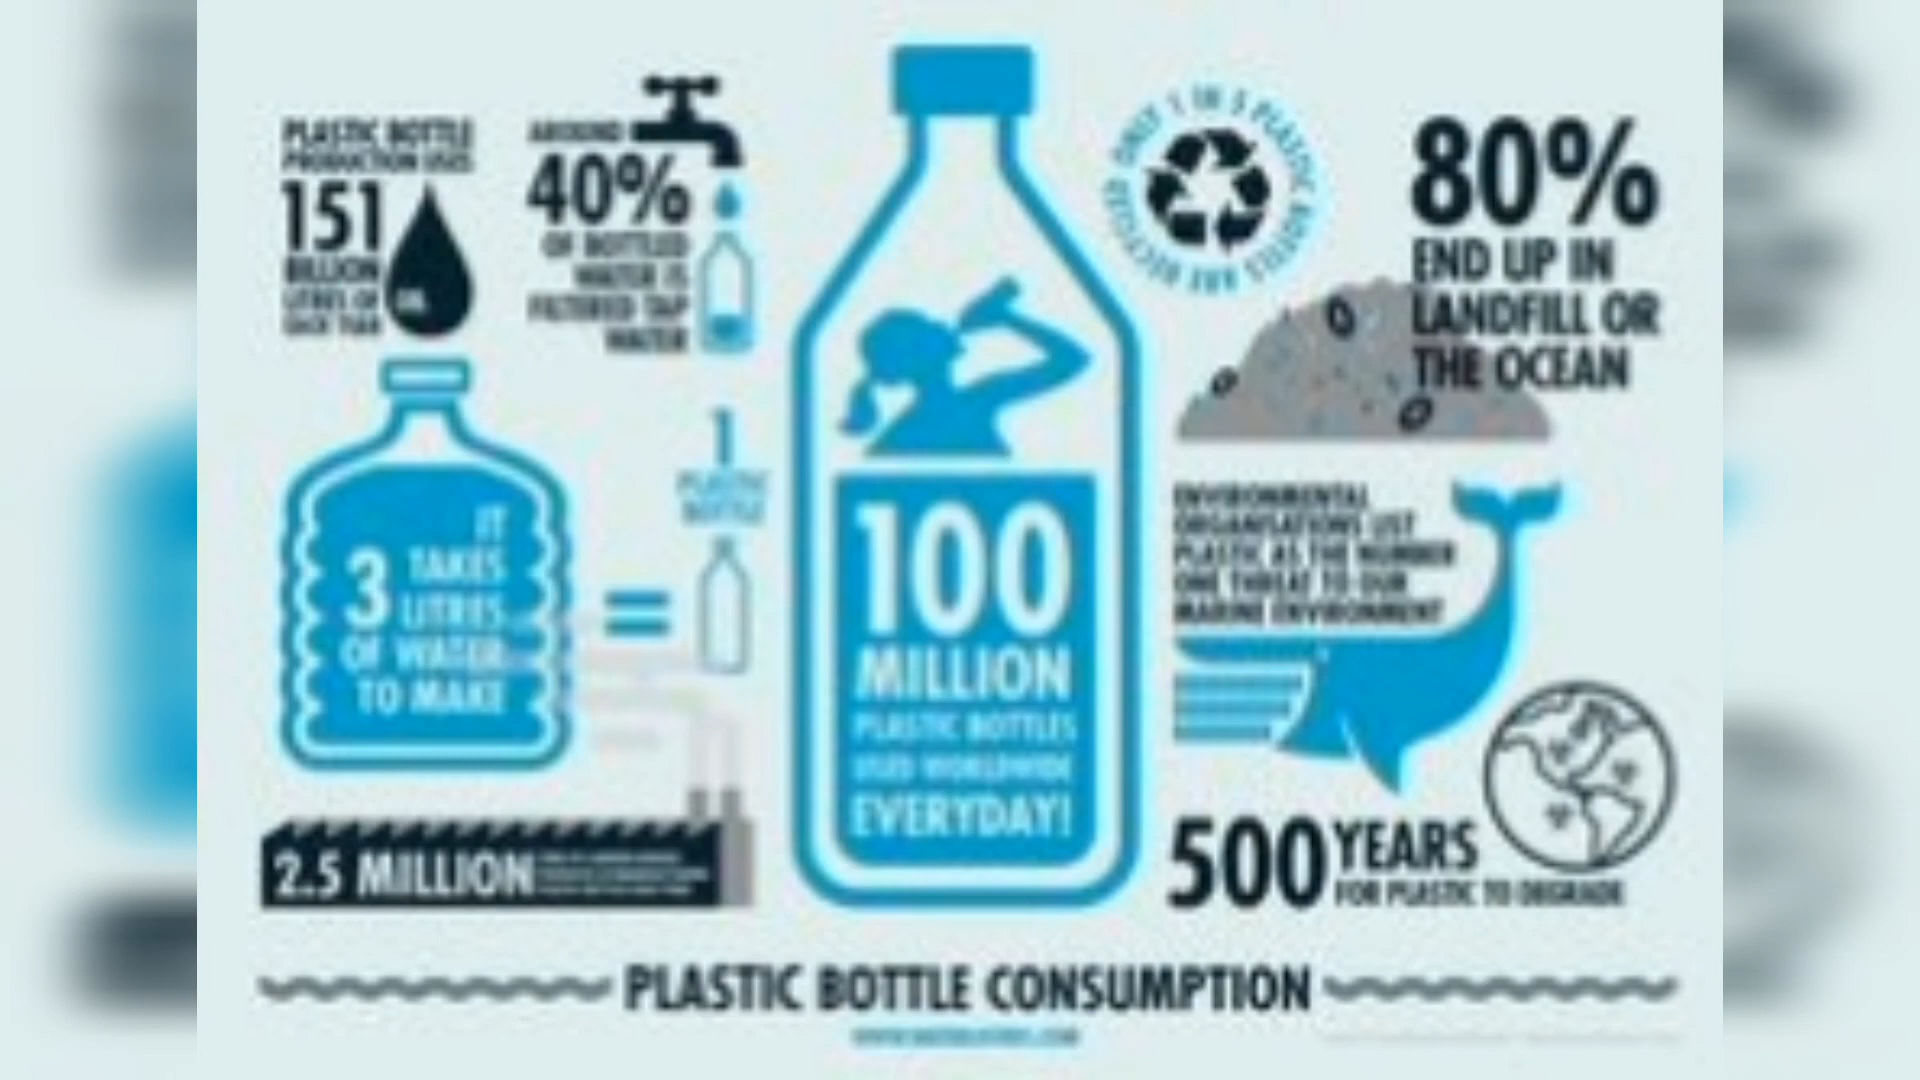 PLASTIC BOTTLE
PRODUCTION USES
151
BILLION
LITRES OF OIL
EACH YEAR
AROUND
40%
OF BOTTLED
WATER IS
FILTERED TAP
WATER
IT
TAKES
3 LITRES
OF WATER
TO MAKE
=
1
PLASTIC
BOTTLE
2.5 MILLION
100
MILLION
PLASTIC BOTTLES
USED WORLDWIDE
EVERYDAY!
ONLY 1 IN 5 PLASTIC BOTTLES ARE RECYCLED
80%
END UP IN
LANDFILL OR
THE OCEAN
ENVIRONMENTAL
ORGANISATIONS LIST
PLASTIC AS THE NUMBER
ONE THREAT TO OUR
MARINE ENVIRONMENT
500 YEARS
FOR PLASTIC TO DEGRADE
PLASTIC BOTTLE CONSUMPTION